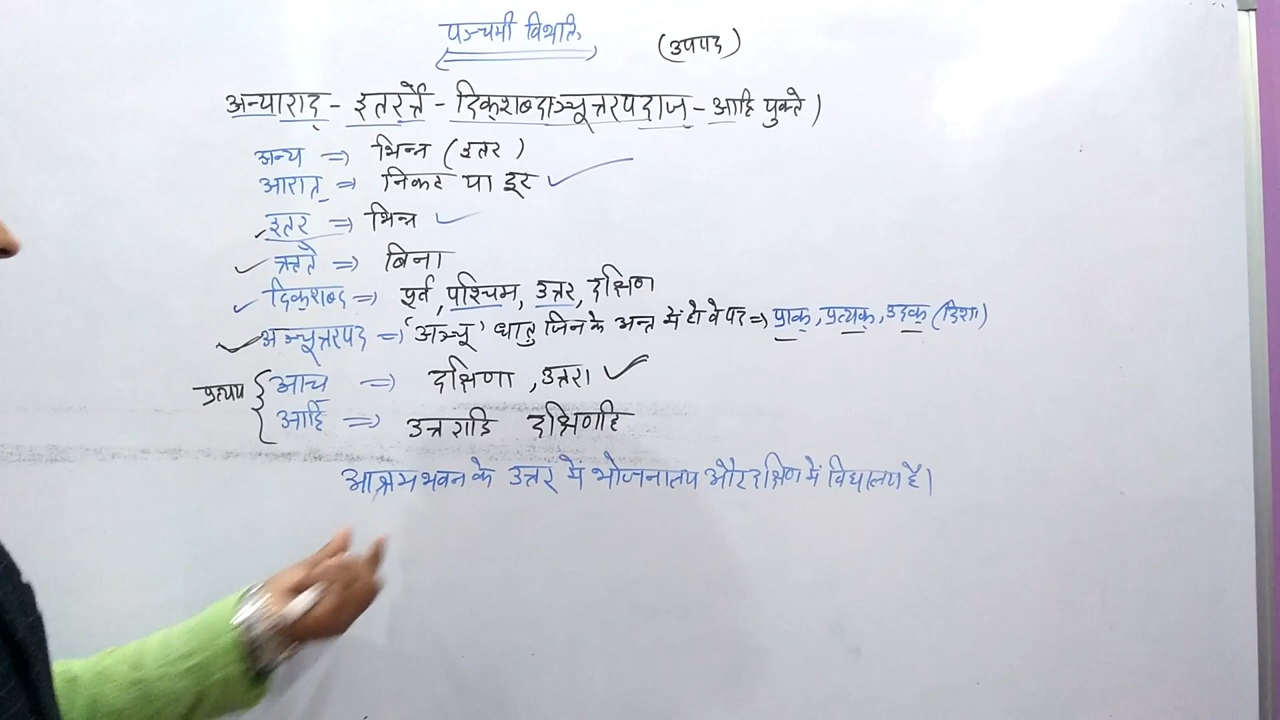 पञ्चमी विभक्ति (उपपद)
अन्याराद् - इतरर्त्ते - दिक्शब्दाञ्चूत्तरपदाज् - आहि युक्ते)
अन्य => भिन्न (इतर)
आरात् => निकट या दूर
इतर => भिन्न
ऋते => बिना
दिक्शब्द => पूर्व, पश्चिम, उत्तर, दक्षिण
अञ्चूत्तरपद => 'अञ्चू' धातु जिनके अन्त में हो वे पद => प्राक्, प्रत्यक्, उदक् (दिशा)
प्रत्यय { आच => दक्षिणा, उत्तरा
आहि => उत्तराहि दक्षिणाहि
आश्रमभवन के उत्तर में भोजनालय और दक्षिण में विद्यालय है।